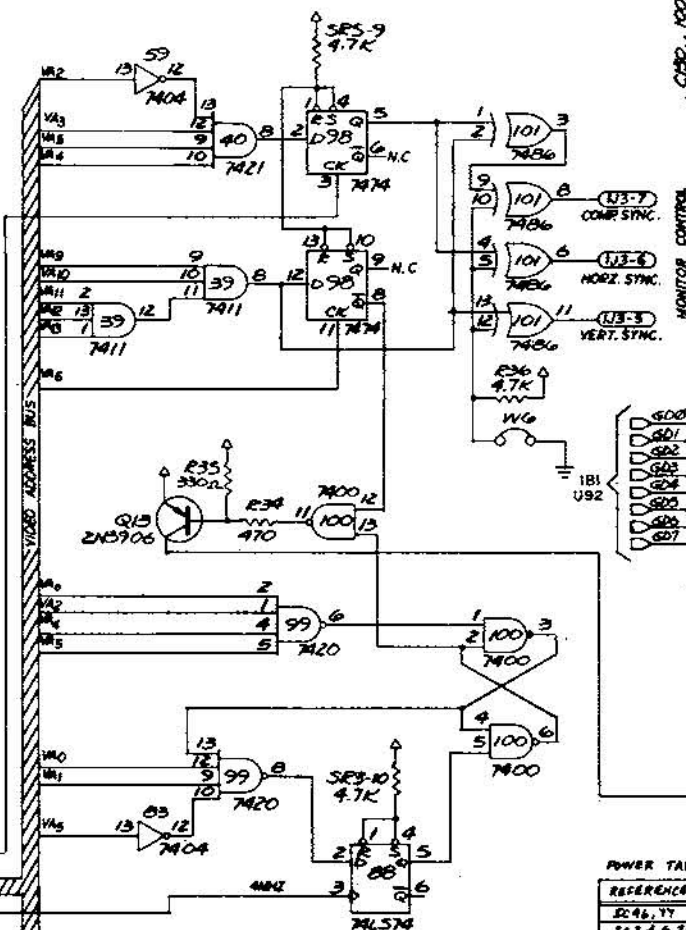 SRS-9
4.7K
59
VA2 13 12
7404
VA3 13
12
VA5 9 40 8
VA4 10
7421
1 4
R S
2 D 98 Q 5
Q 6 N.C
CK
3
7474
1
2 101 3
7486
9
10 101 8 1J3-7
7486 COMP. SYNC.
4
5 101 6 1J3-6
7486 HORZ. SYNC.
13
12 101 11 1J3-5
7486 VERT. SYNC.
MONITOR CONTROL
VA9 9
VA10 10 39 8
VA11 2 11
7411
VA12 13 39 12
VA13 1
7411
13 10
R S
12 D 98 Q 9 N.C
Q 8
CK
11 7474
VA6
R36
4.7K
W6
VIDEO ADDRESS BUS
GD0
GD1
GD2
GD3
GD4
GD5
GD6
GD7
1B1
U92
R35
330Ω
Q13
2N3906
R34
470
7400
11 100 12
13
VA0 2
VA2 1
VA4 4 99 6
VA5 5
7420
1
2 100 3
7400
4
5 100 6
7400
13
VA0 12
VA1 9 99 8
10
7420
83
VA5 13 12
7404
SRS-10
4.7K
1 4
2 88 5
3 Q 6
4MHZ
74LS74
POWER TA
REFERENCE